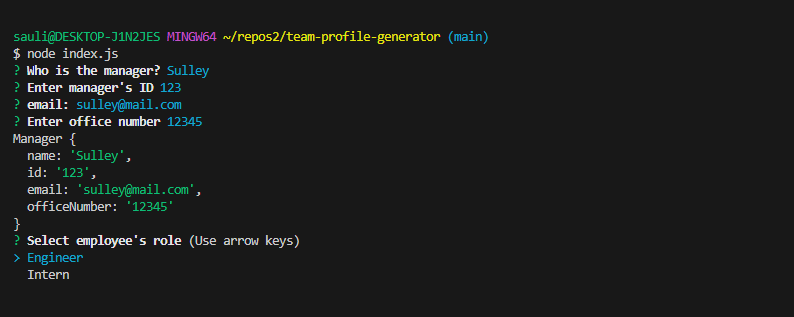 sauli@DESKTOP-J1N2JES MINGW64 ~/repos2/team-profile-generator (main)
$ node index.js
? Who is the manager? Sulley
? Enter manager's ID 123
? email: sulley@mail.com
? Enter office number 12345
Manager {
  name: 'Sulley',
  id: '123',
  email: 'sulley@mail.com',
  officeNumber: '12345'
}
? Select employee's role (Use arrow keys)
> Engineer
  Intern